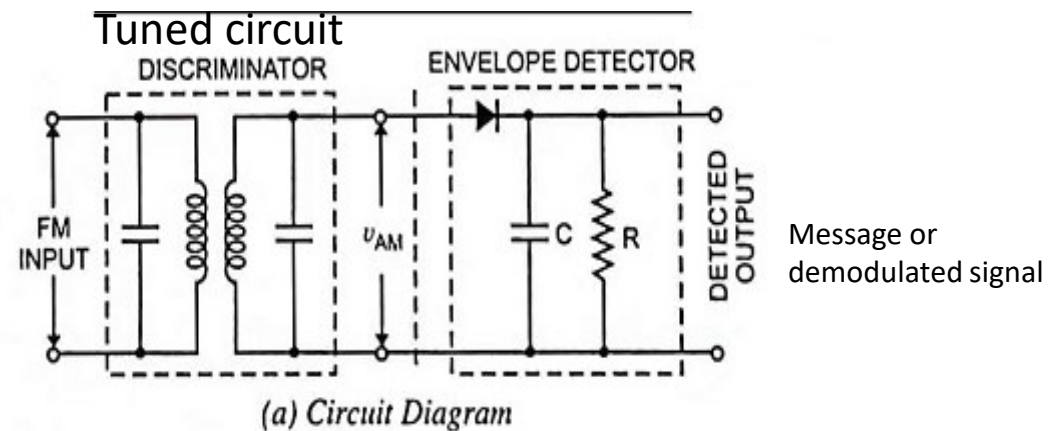 Tuned circuit
DISCRIMINATOR
ENVELOPE DETECTOR
FM
INPUT
vAM
C
R
DETECTED
OUTPUT
Message or
demodulated signal
(a) Circuit Diagram